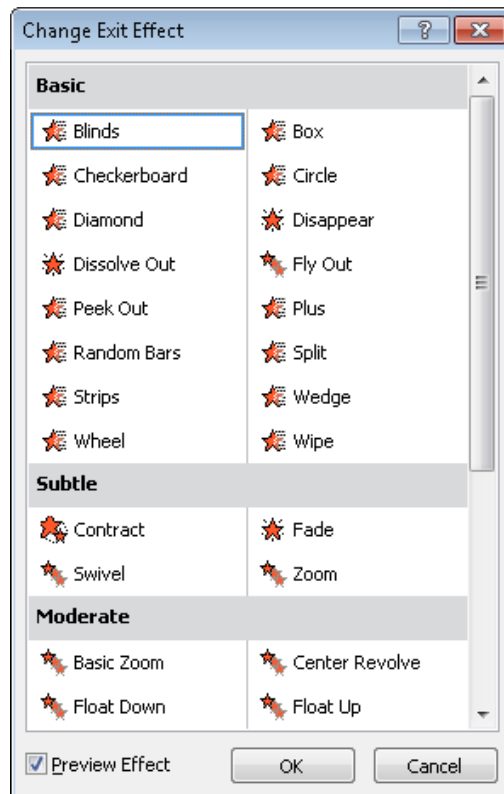 Change Exit Effect
Basic
Blinds Box
Checkerboard Circle
Diamond Disappear
Dissolve Out Fly Out
Peek Out Plus
Random Bars Split
Strips Wedge
Wheel Wipe
Subtle
Contract Fade
Swivel Zoom
Moderate
Basic Zoom Center Revolve
Float Down Float Up
Preview Effect OK Cancel